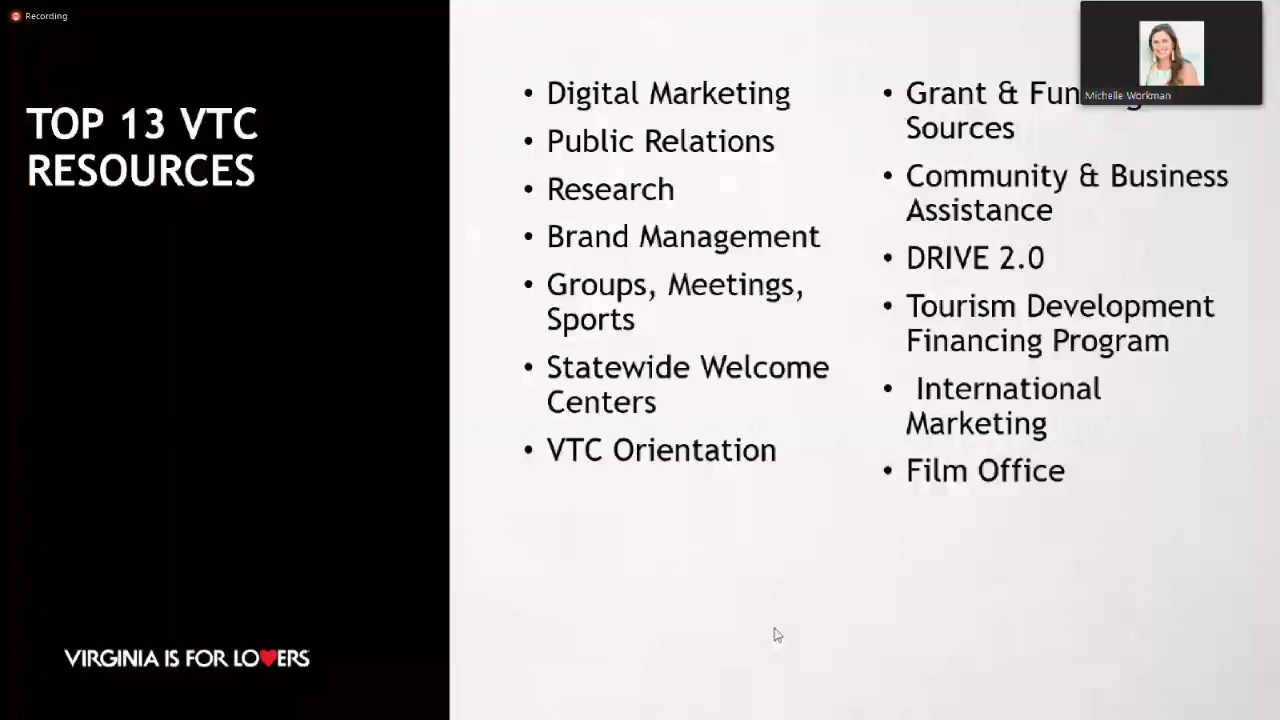 Recording
TOP 13 VTC
RESOURCES
• Digital Marketing
• Public Relations
• Research
• Brand Management
• Groups, Meetings,
Sports
• Statewide Welcome
Centers
• VTC Orientation
• Grant &
Sources
• Community & Business
Assistance
• DRIVE 2.0
• Tourism Development
Financing Program
• International
Marketing
• Film Office
Michelle Workman
VIRGINIA IS FOR LO♥ERS